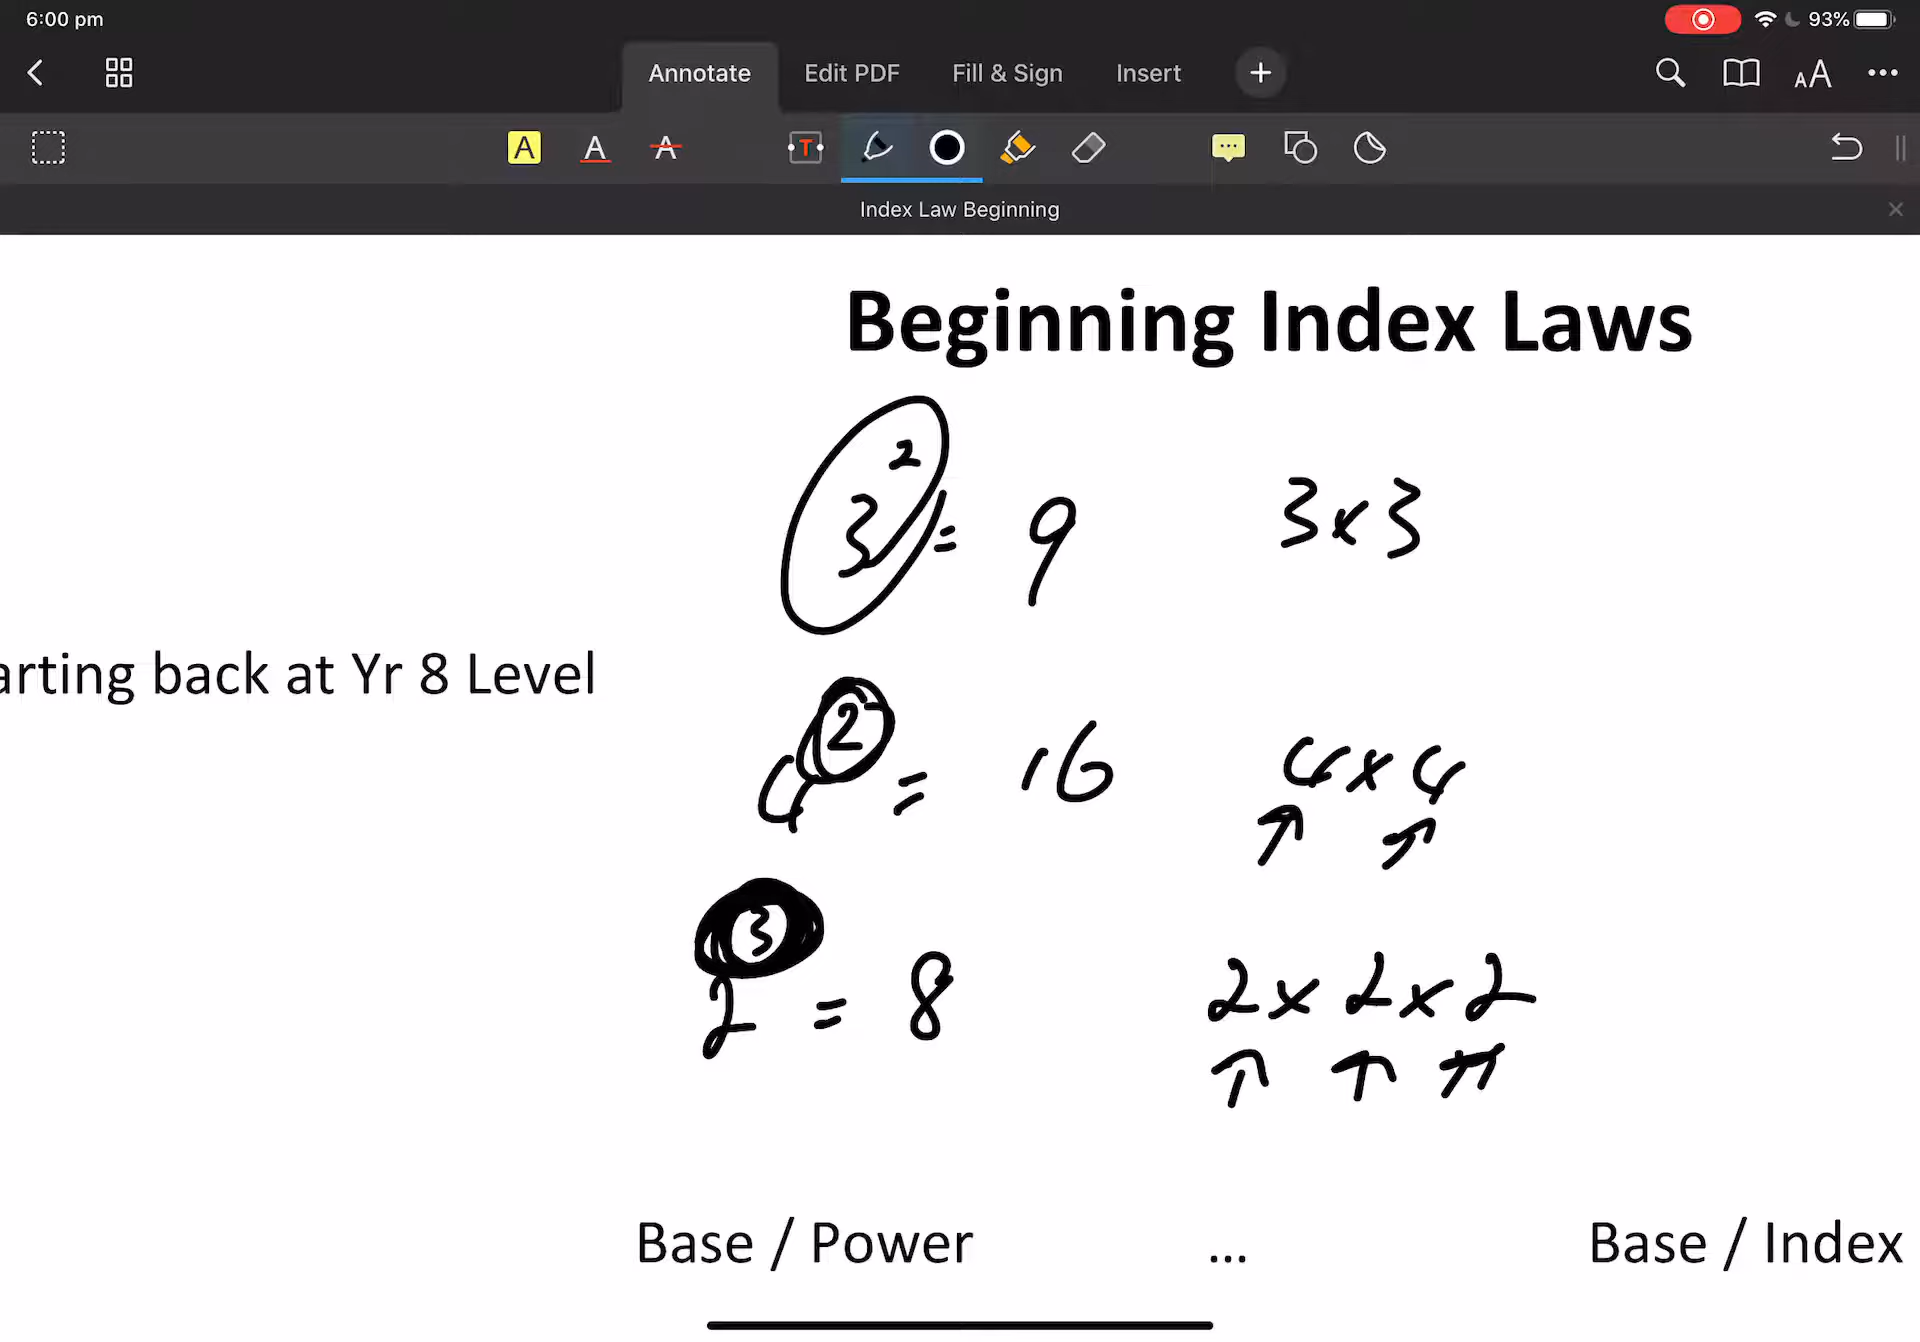 6:00 pm
93%
Annotate Edit PDF Fill & Sign Insert +
AA
A A A T
Index Law Beginning
Beginning Index Laws
3² = 9 3 x 3
arting back at Yr 8 Level
4² = 16 4 x 4
2³ = 8 2 x 2 x 2
Base / Power ... Base / Index